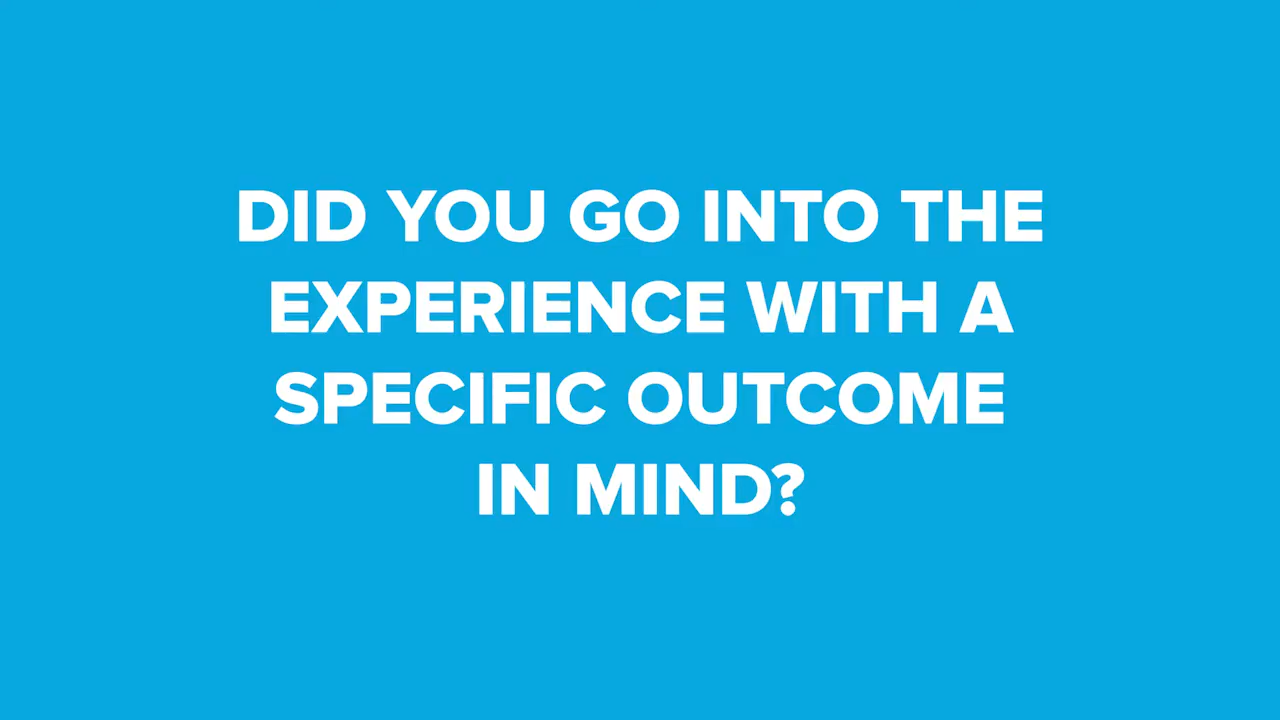 DID YOU GO INTO THE
EXPERIENCE WITH A
SPECIFIC OUTCOME
IN MIND?